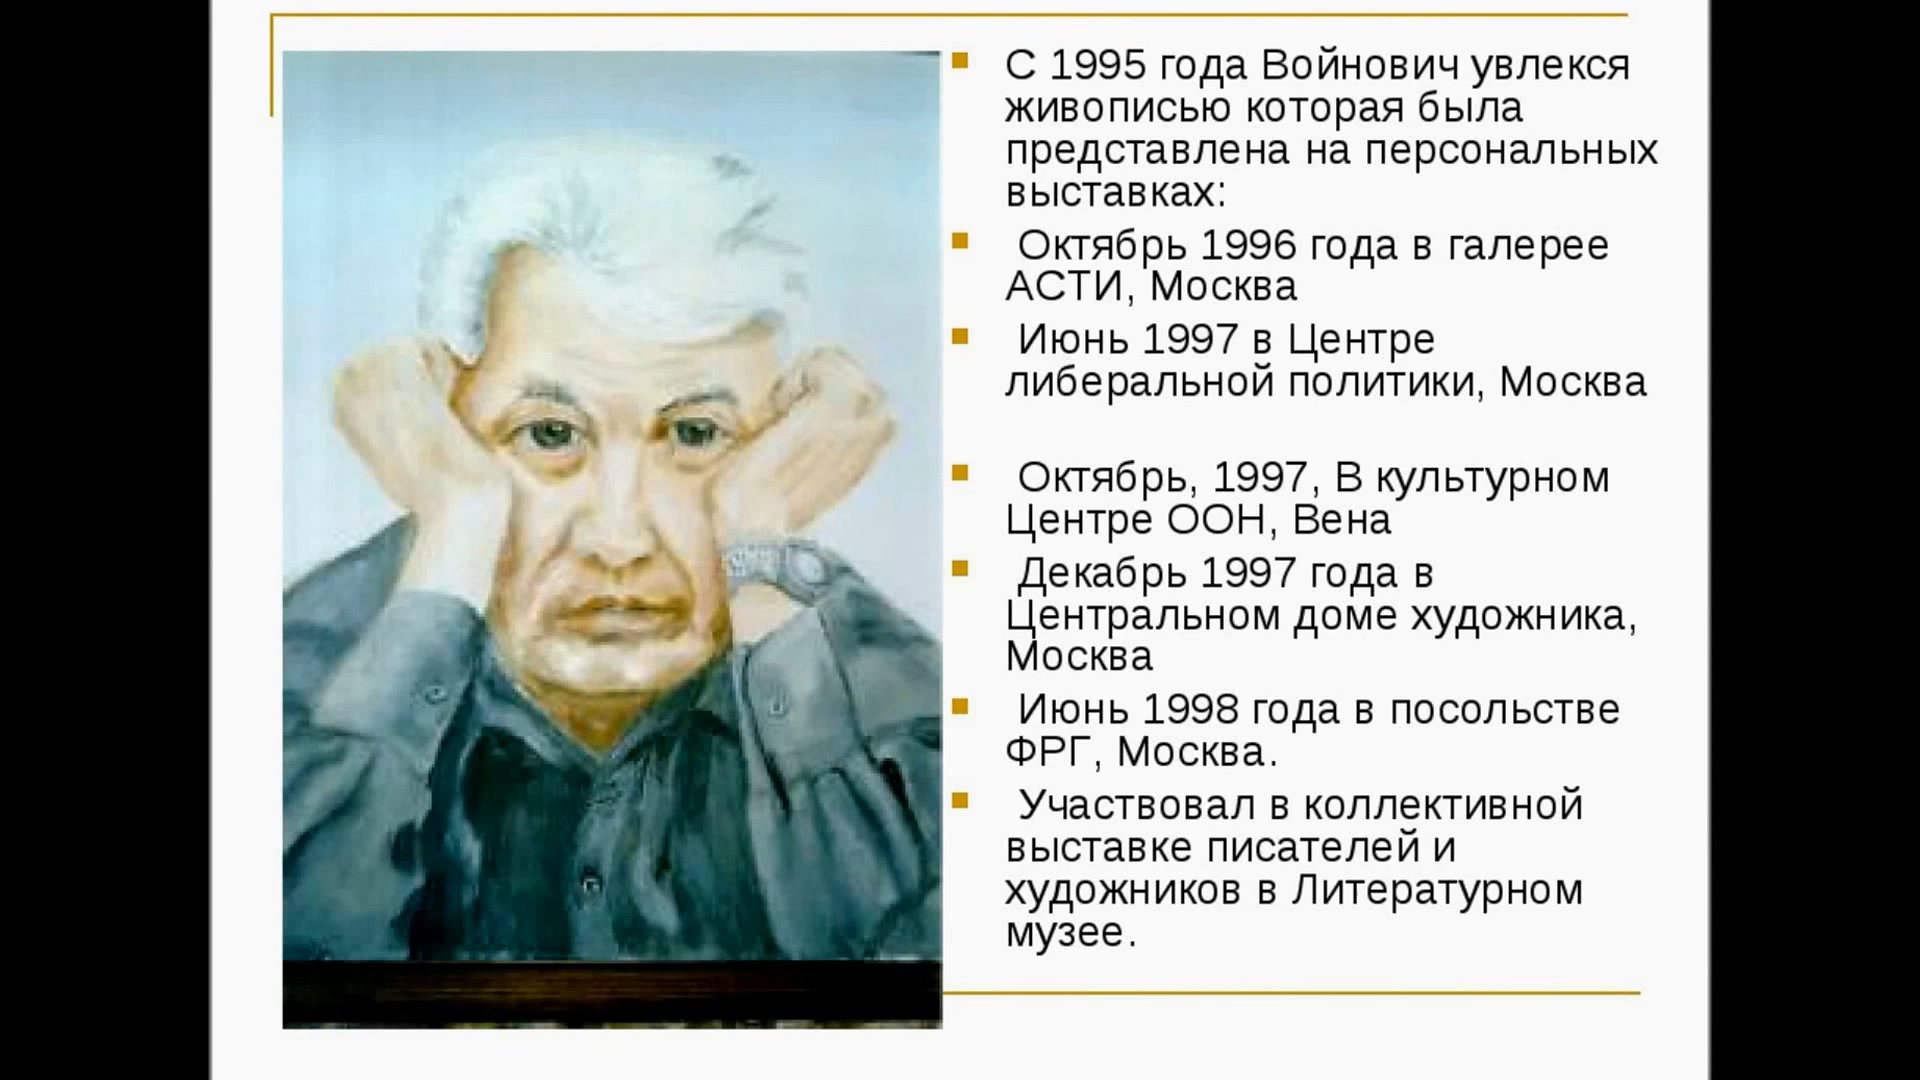 С 1995 года Войнович увлекся
живописью которая была
представлена на персональных
выставках:
Октябрь 1996 года в галерее
АСТИ, Москва
Июнь 1997 в Центре
либеральной политики, Москва
Октябрь, 1997, В культурном
Центре ООН, Вена
Декабрь 1997 года в
Центральном доме художника,
Москва
Июнь 1998 года в посольстве
ФРГ, Москва.
Участвовал в коллективной
выставке писателей и
художников в Литературном
музее.